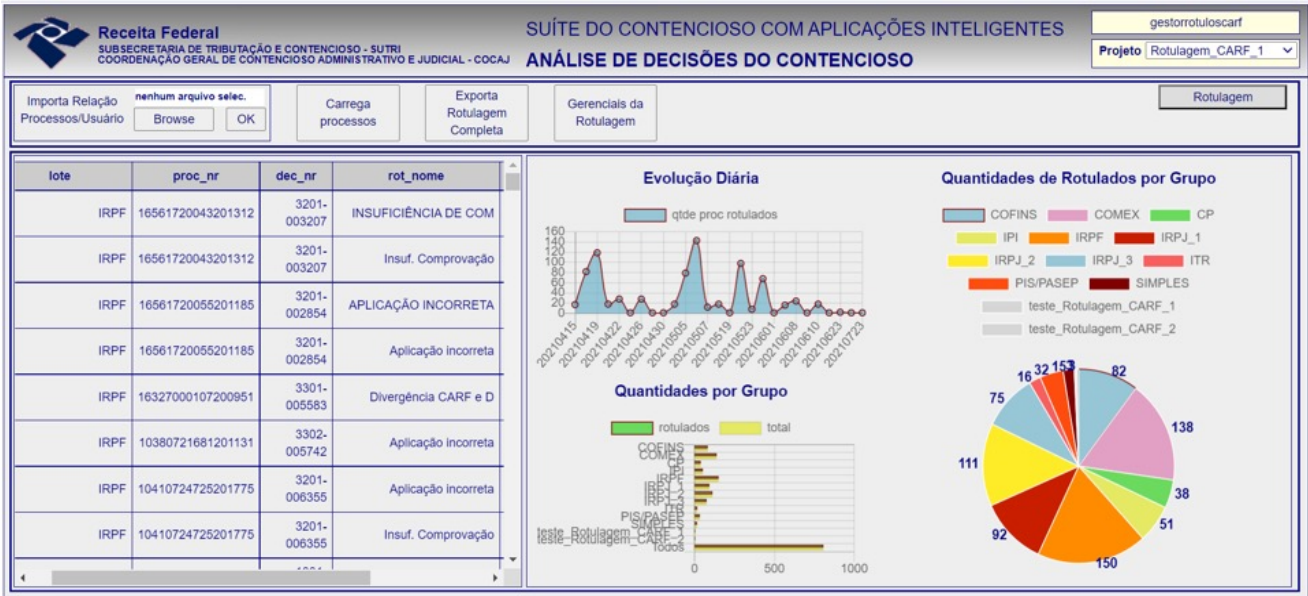 Receita Federal
SUBSECRETARIA DE TRIBUTAÇÃO E CONTENCIOSO - SUTRI
COORDENAÇÃO GERAL DE CONTENCIOSO ADMINISTRATIVO E JUDICIAL - COCAJ
SUÍTE DO CONTENCIOSO COM APLICAÇÕES INTELIGENTES
ANÁLISE DE DECISÕES DO CONTENCIOSO
gestorrotuloscarf
Projeto Rotulagem_CARF_1
Importa Relação
Processos/Usuário
nenhum arquivo selec.
Browse OK
Carrega
processos
Exporta
Rotulagem
Completa
Gerenciais da
Rotulagem
Rotulagem
lote proc_nr dec_nr rot_nome
IRPF 16561720043201312 3201-
003207 INSUFICIÊNCIA DE COM
IRPF 16561720043201312 3201-
003207 Insuf. Comprovação
IRPF 16561720055201185 3201-
002854 APLICAÇÃO INCORRETA
IRPF 16561720055201185 3201-
002854 Aplicação incorreta
IRPF 16327000107200951 3301-
005583 Divergência CARF e D
IRPF 10380721681201131 3302-
005742 Aplicação incorreta
IRPF 10410724725201775 3201-
006355 Aplicação incorreta
IRPF 10410724725201775 3201-
006355 Insuf. Comprovação
Evolução Diária
qtde proc rotulados
160
140
120
100
80
60
40
20
0
20210415
20210419
20210422
20210426
20210430
20210505
20210507
20210519
20210523
20210601
20210608
20210610
20210623
20210723
Quantidades por Grupo
rotulados total
COFINS
COMEX
CP
IPI
IRPF
IRPJ_1
IRPJ_2
IRPJ_3
ITR
PIS/PASEP
SIMPLES
teste_Rotulagem_CARF_1
teste_Rotulagem_CARF_2
Todos
0 500 1000
Quantidades de Rotulados por Grupo
COFINS COMEX CP
IPI IRPF IRPJ_1
IRPJ_2 IRPJ_3 ITR
PIS/PASEP SIMPLES
teste_Rotulagem_CARF_1
teste_Rotulagem_CARF_2
82
138
38
51
150
92
111
75
16
32
15